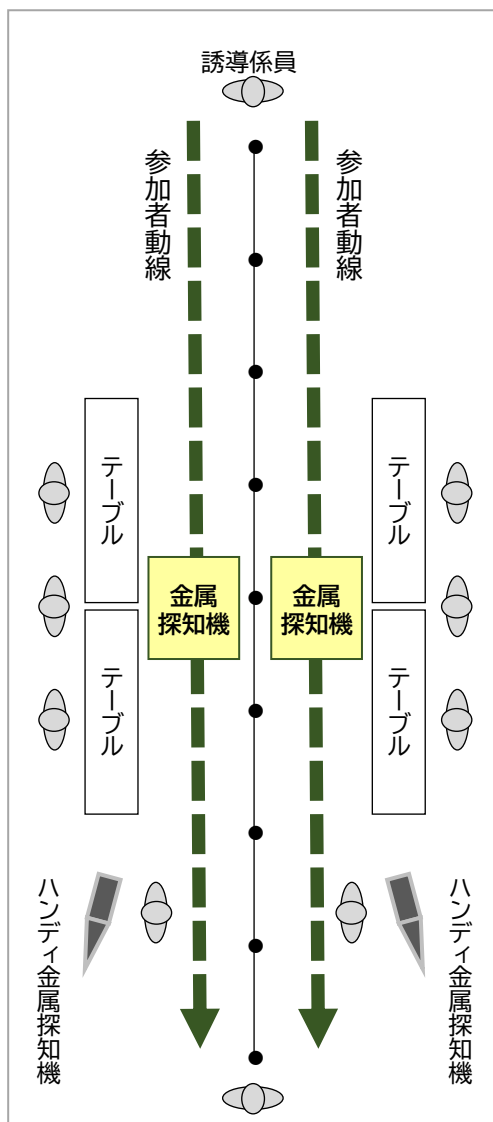 誘導係員
参加者動線
参加者動線
テーブル
テーブル
金属
探知機
金属
探知機
テーブル
テーブル
ハンディ金属探知機
ハンディ金属探知機